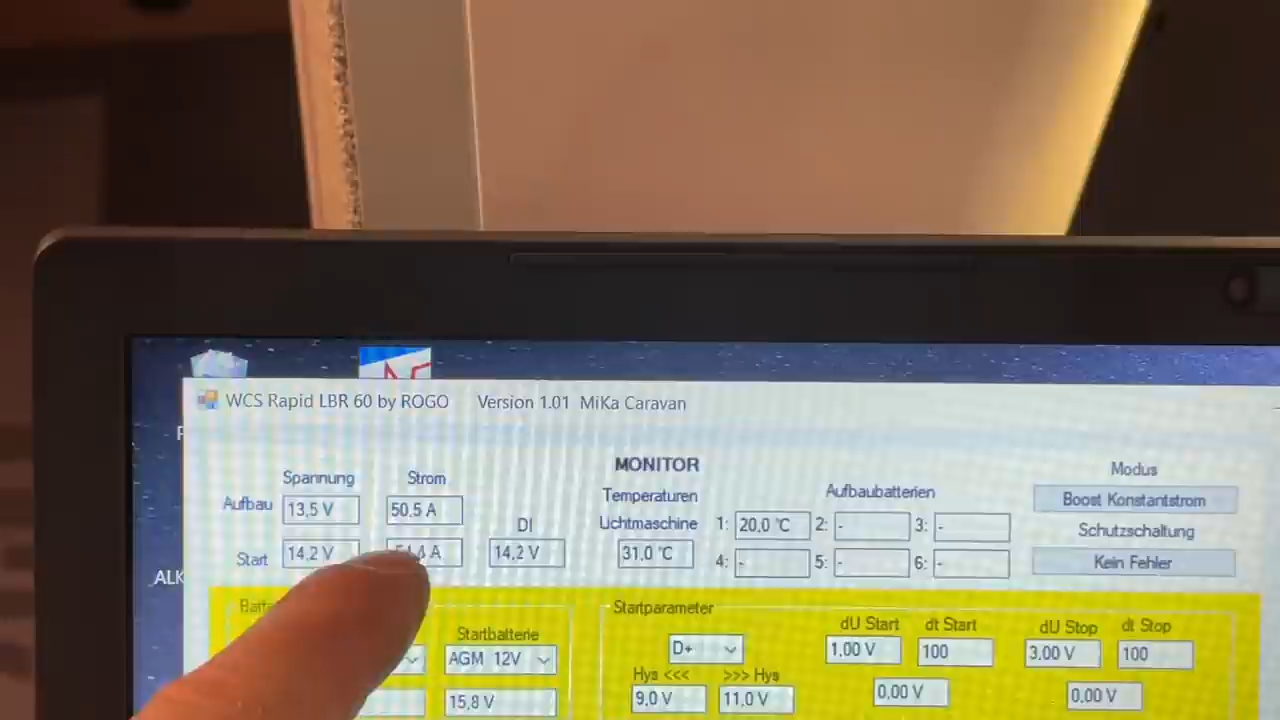 WCS Rapid LBR 60 by ROGO Version 1.01 MiKa Caravan
MONITOR
Spannung Strom Temperaturen Aufbaubatterien Modus
Aufbau 13,5 V 50,5 A DI Lichtmaschine 1: 20,0 °C 2: - 3: - Boost Konstantstrom
Schutzschaltung
Start 14,2 V A 14,2 V 31,0 °C 4: - 5: - 6: - Kein Fehler
ALK
Startparameter
Startbatterie dU Start dt Start dU Stop dt Stop
AGM 12V D+ 1,00 V 100 3,00 V 100
Hys <<< >>> Hys
15,8 V 9,0 V 11,0 V 0,00 V 0,00 V